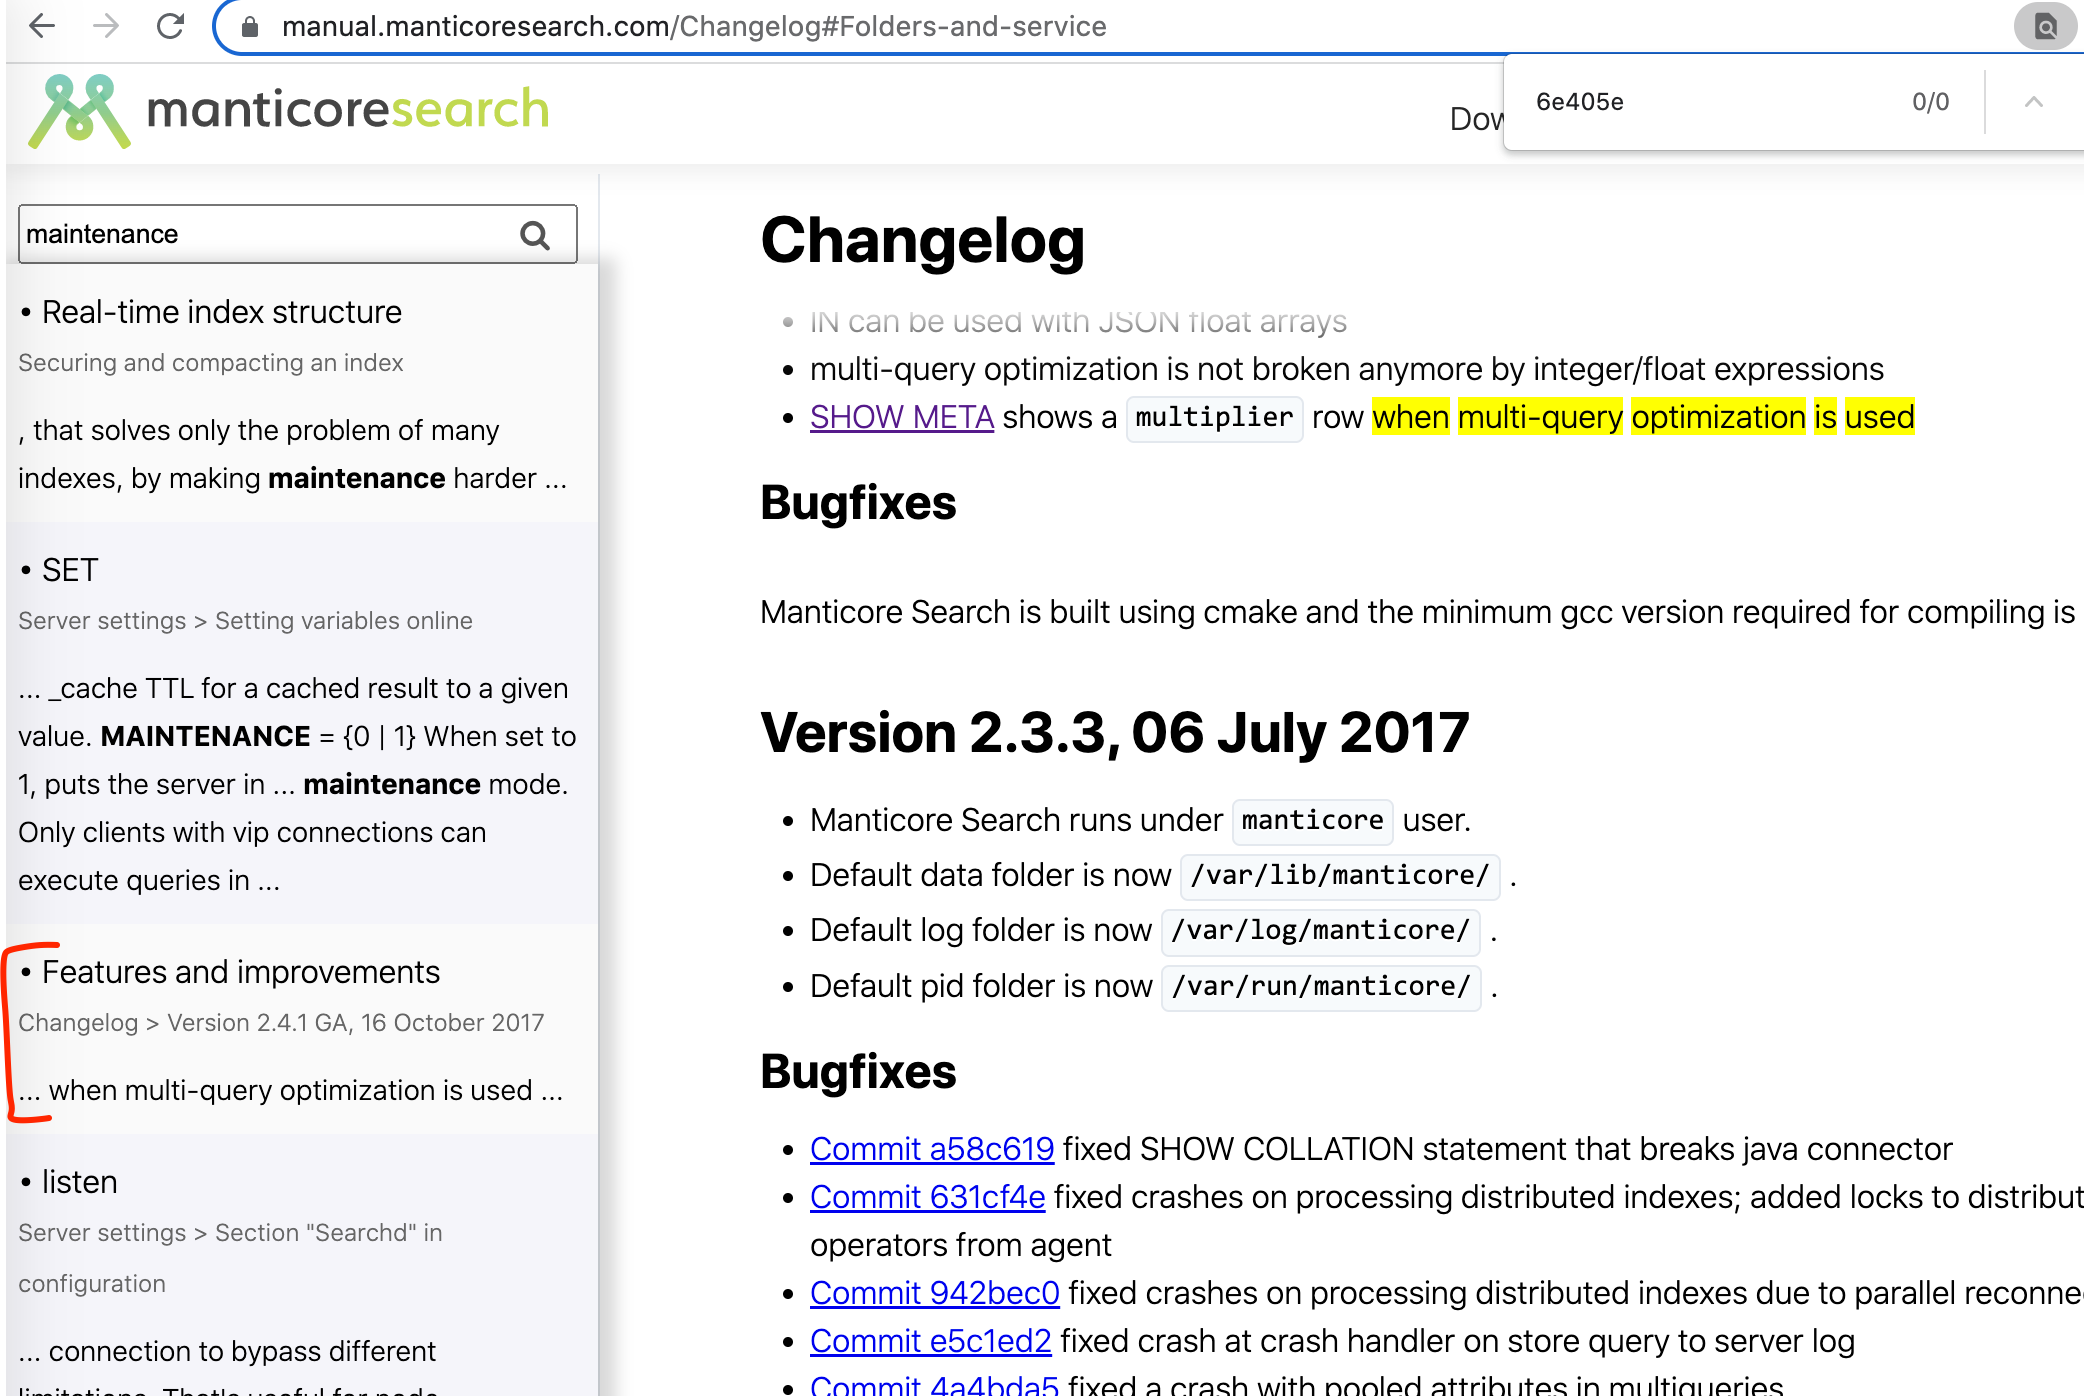 manual.manticoresearch.com/Changelog#Folders-and-service
6e405e 0/0
manticoresearch
maintenance
• Real-time index structure
Securing and compacting an index
, that solves only the problem of many
indexes, by making maintenance harder ...
• SET
Server settings > Setting variables online
... _cache TTL for a cached result to a given
value. MAINTENANCE = {0 | 1} When set to
1, puts the server in ... maintenance mode.
Only clients with vip connections can
execute queries in ...
• Features and improvements
Changelog > Version 2.4.1 GA, 16 October 2017
... when multi-query optimization is used ...
• listen
Server settings > Section "Searchd" in
configuration
... connection to bypass different
limitations. That's useful for node
Changelog
• IN can be used with JSON float arrays
• multi-query optimization is not broken anymore by integer/float expressions
• SHOW META shows a multiplier row when multi-query optimization is used
Bugfixes
Manticore Search is built using cmake and the minimum gcc version required for compiling is
Version 2.3.3, 06 July 2017
• Manticore Search runs under manticore user.
• Default data folder is now /var/lib/manticore/ .
• Default log folder is now /var/log/manticore/ .
• Default pid folder is now /var/run/manticore/ .
Bugfixes
• Commit a58c619 fixed SHOW COLLATION statement that breaks java connector
• Commit 631cf4e fixed crashes on processing distributed indexes; added locks to distribut
operators from agent
• Commit 942bec0 fixed crashes on processing distributed indexes due to parallel reconne
• Commit e5c1ed2 fixed crash at crash handler on store query to server log
• Commit 4a4bda5 fixed a crash with pooled attributes in multiqueries